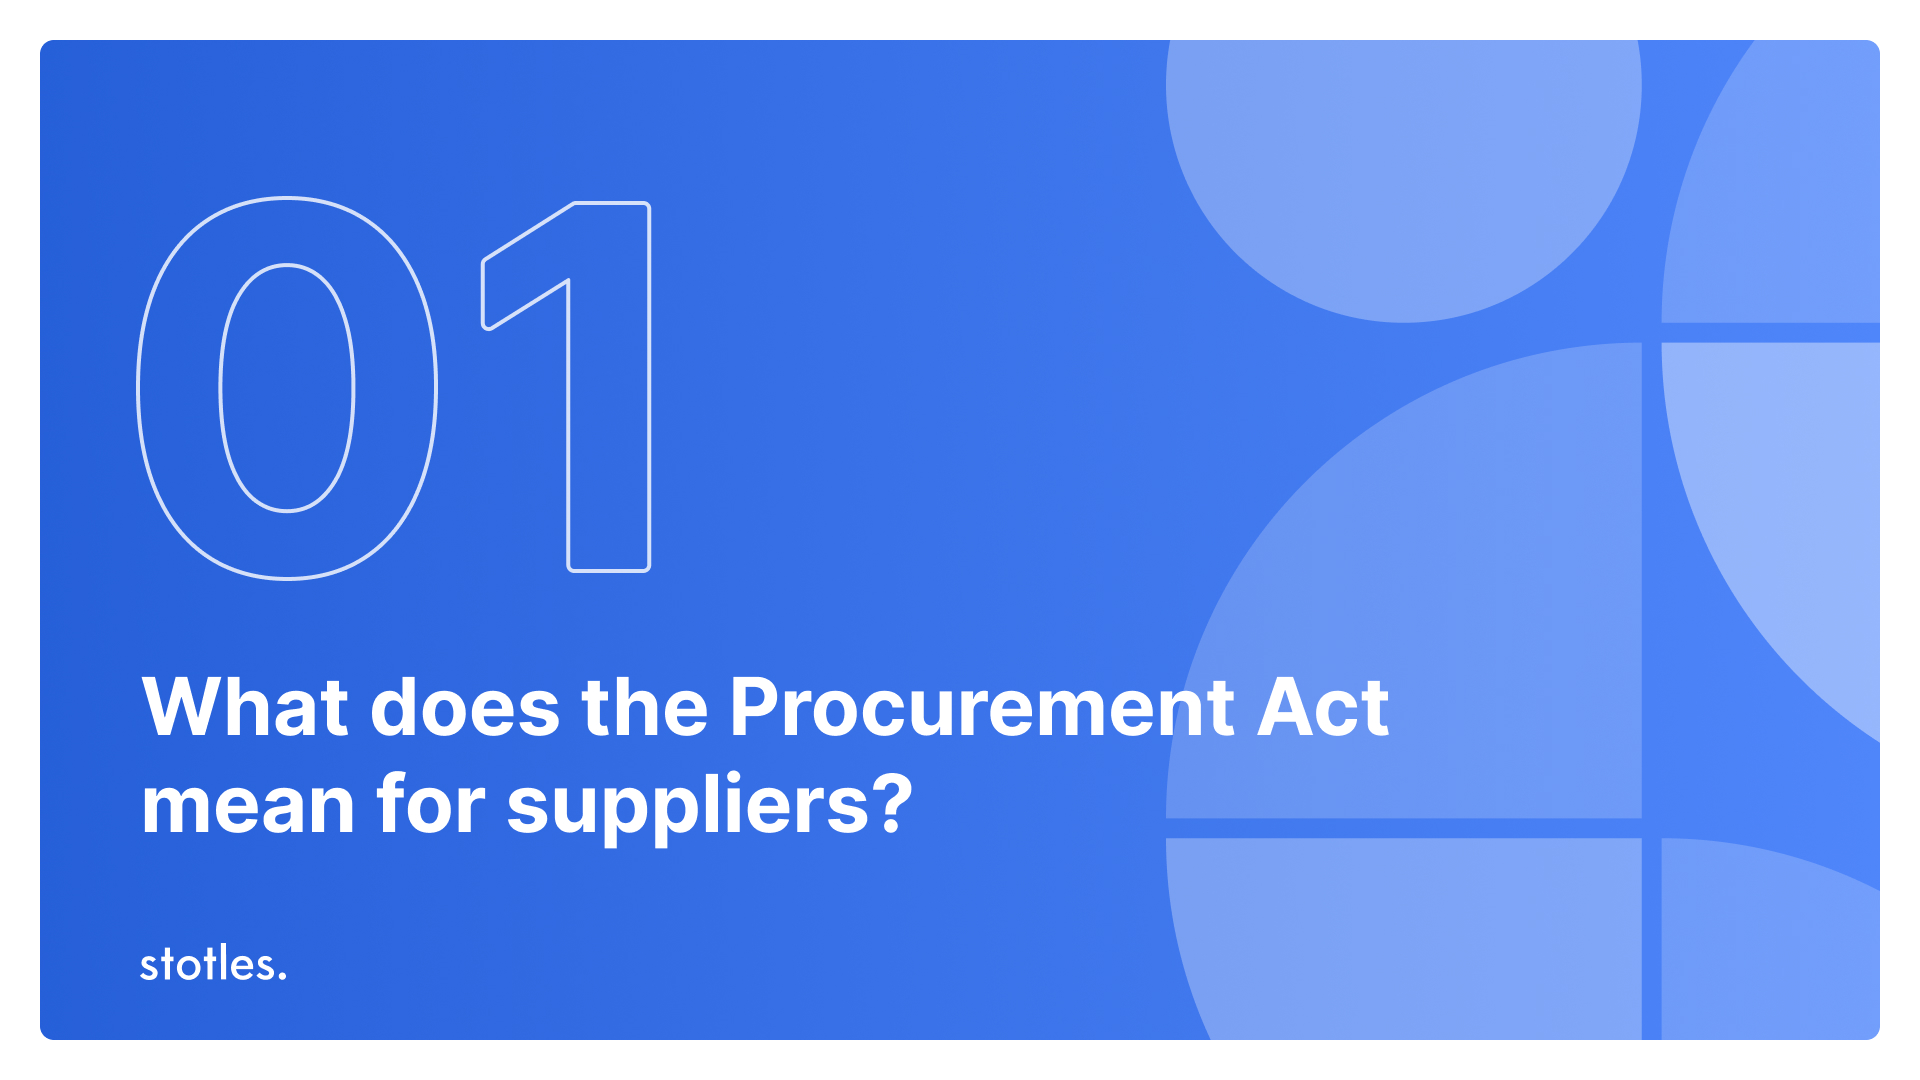 01
What does the Procurement Act
mean for suppliers?
stotles.